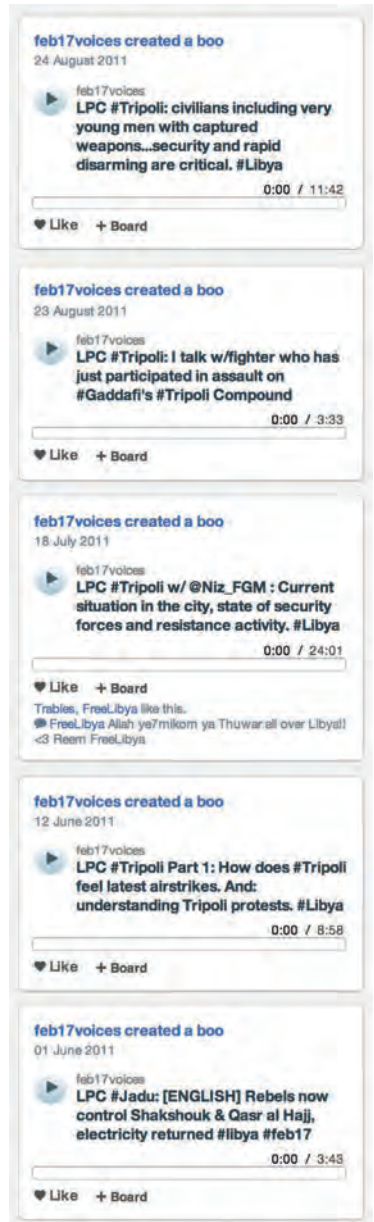 feb17voices created a boo
24 August 2011
feb17voices
LPC #Tripoli: civilians including very
young men with captured
weapons...security and rapid
disarming are critical. #Libya
0:00 / 11:42
Like + Board
feb17voices created a boo
23 August 2011
feb17voices
LPC #Tripoli: I talk w/fighter who has
just participated in assault on
#Gaddafi's #Tripoli Compound
0:00 / 3:33
Like + Board
feb17voices created a boo
18 July 2011
feb17voices
LPC #Tripoli w/ @Niz_FGM : Current
situation in the city, state of security
forces and resistance activity. #Libya
0:00 / 24:01
Like + Board
Trables, FreeLibya like this.
FreeLibya Allah ye7mikom ya Thuwar all over Libya!!
<3 Reem FreeLibya
feb17voices created a boo
12 June 2011
feb17voices
LPC #Tripoli Part 1: How does #Tripoli
feel latest airstrikes. And:
understanding Tripoli protests. #Libya
0:00 / 8:58
Like + Board
feb17voices created a boo
01 June 2011
feb17voices
LPC #Jadu: [ENGLISH] Rebels now
control Shakshouk & Qasr al Hajj,
electricity returned #libya #feb17
0:00 / 3:43
Like + Board